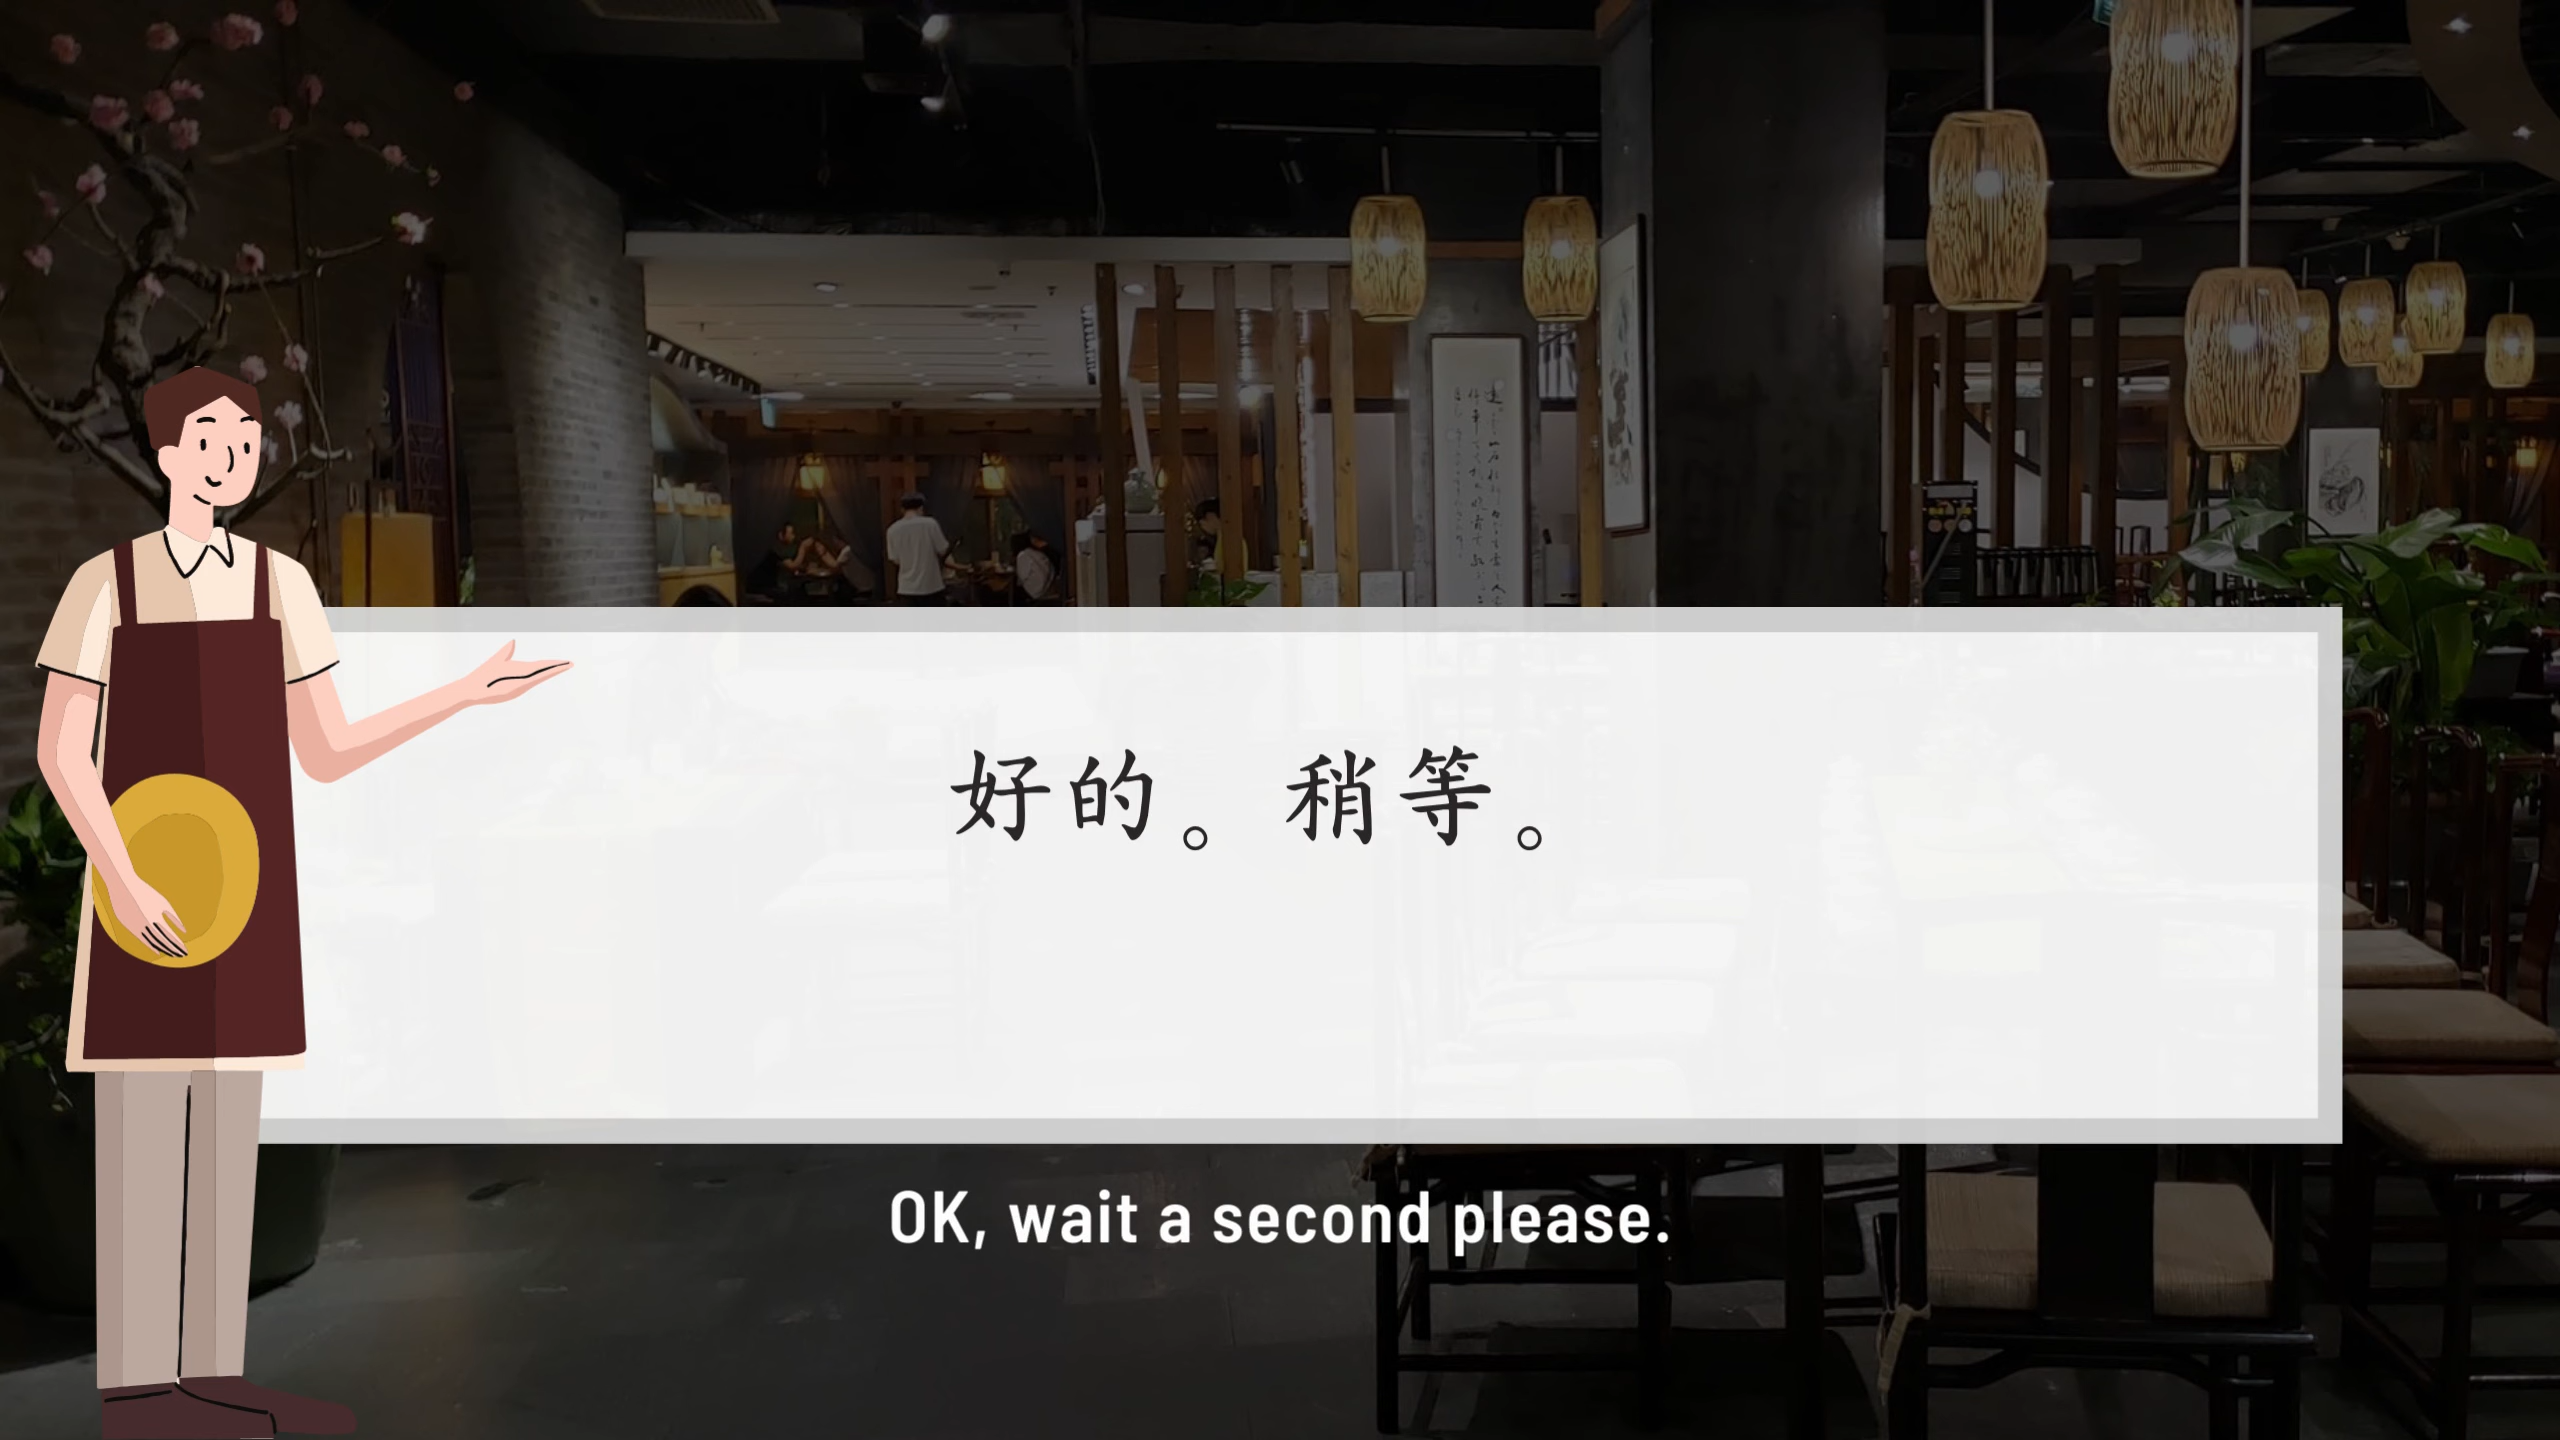 好的。稍等。
OK, wait a second please.